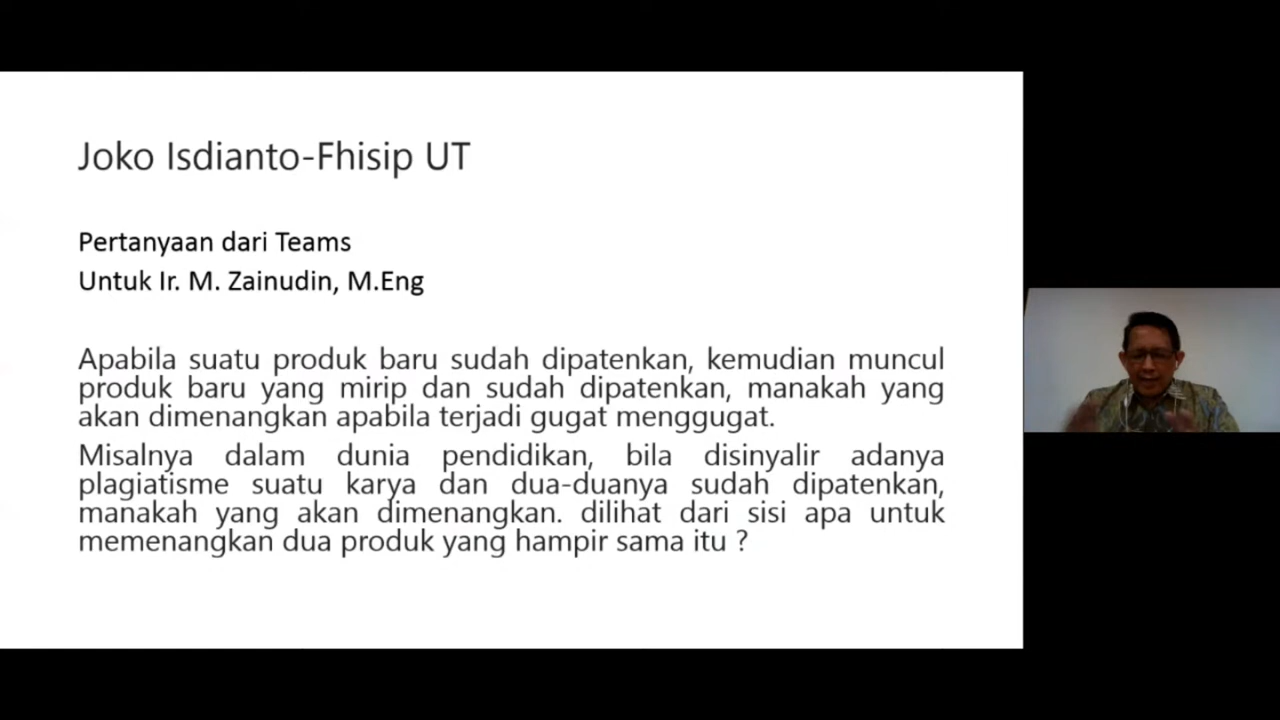 Joko Isdianto-Fhisip UT
Pertanyaan dari Teams
Untuk Ir. M. Zainudin, M.Eng
Apabila suatu produk baru sudah dipatenkan, kemudian muncul
produk baru yang mirip dan sudah dipatenkan, manakah yang
akan dimenangkan apabila terjadi gugat menggugat.
Misalnya dalam dunia pendidikan, bila disinyalir adanya
plagiatisme suatu karya dan dua-duanya sudah dipatenkan,
manakah yang akan dimenangkan. dilihat dari sisi apa untuk
memenangkan dua produk yang hampir sama itu ?